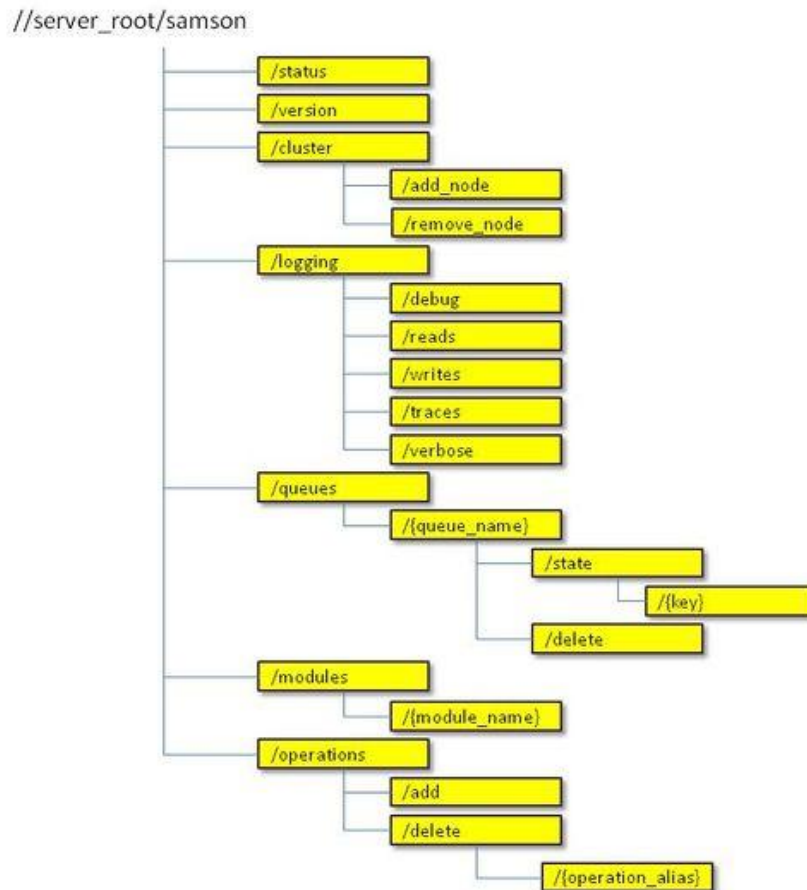 //server_root/samson
/status
/version
/cluster
/add_node
/remove_node
/logging
/debug
/reads
/writes
/traces
/verbose
/queues
/{queue_name}
/state
/{key}
/delete
/modules
/{module_name}
/operations
/add
/delete
/{operation_alias}